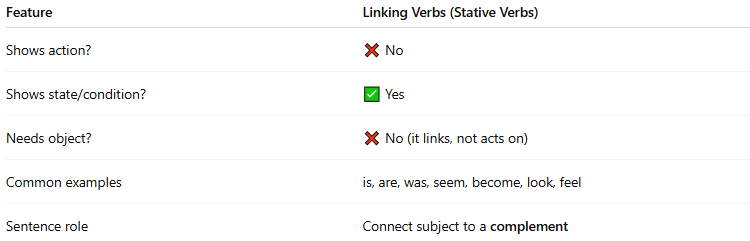 Feature Linking Verbs (Stative Verbs)
Shows action? ❌ No
Shows state/condition? ✅ Yes
Needs object? ❌ No (it links, not acts on)
Common examples is, are, was, seem, become, look, feel
Sentence role Connect subject to a complement